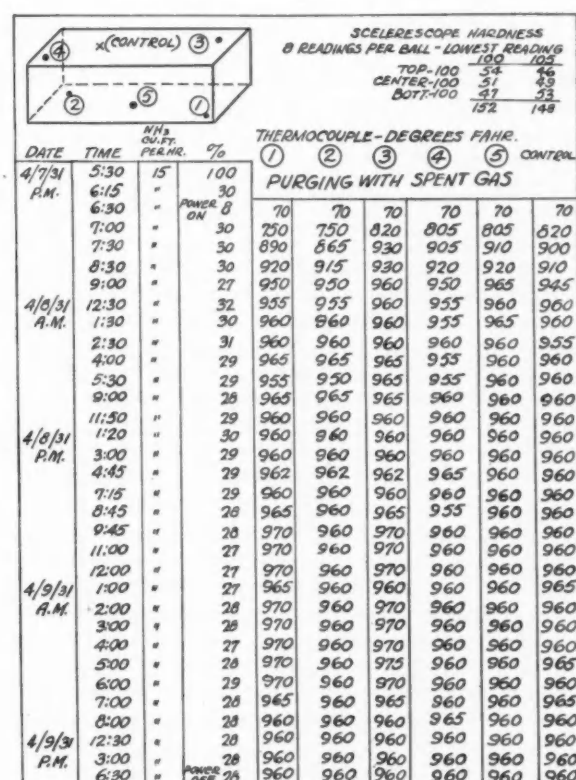 ④ x(CONTROL) ③
② ⑤ ①
SCELERESCOPE HARDNESS
8 READINGS PER BALL - LOWEST READING
100 105
TOP-100 54 46
CENTER-100 51 49
BOTT.-100 47 53
152 148
THERMOCOUPLE - DEGREES FAHR.
DATE TIME NH3 CU.FT. PER HR. % ① ② ③ ④ ⑤ CONTROL
4/7/31 5:30 15 100 PURGING WITH SPENT GAS
P.M. 6:15 " 30
6:30 " POWER ON 8 70 70 70 70 70 70
7:00 " 30 750 750 820 805 805 820
7:30 " 30 890 865 930 905 910 900
8:30 " 30 920 915 930 920 920 910
9:00 " 27 950 950 960 950 965 945
4/8/31 12:30 " 32 955 955 960 955 960 960
A.M. 1:30 " 30 960 960 960 955 965 960
2:30 " 31 960 960 960 960 960 955
4:00 " 29 965 965 965 955 960 960
5:30 " 29 955 950 965 955 960 960
9:00 " 28 965 965 965 960 960 960
11:50 " 29 960 960 960 960 960 960
4/8/31 1:20 " 30 960 960 960 960 960 960
P.M. 3:00 " 29 960 960 960 960 960 960
4:45 " 29 962 962 962 965 960 960
7:15 " 29 960 960 960 960 960 960
8:45 " 28 965 960 965 955 960 960
9:45 " 28 970 960 970 960 960 960
11:00 " 27 970 960 970 960 960 960
12:00 " 27 970 960 970 960 960 960
4/9/31 1:00 " 27 965 960 960 960 960 965
A.M. 2:00 " 28 970 960 970 960 960 960
3:00 " 28 970 960 970 960 960 960
4:00 " 27 970 960 970 960 960 960
5:00 " 28 970 960 975 960 960 965
6:00 " 29 970 960 970 960 960 960
7:00 " 28 965 960 965 960 960 965
8:00 " 28 960 960 960 965 960 960
4/9/31 12:30 " 28 960 960 960 960 960 960
P.M. 3:00 " 28 960 960 960 960 960 960
6:30 " POWER 28 960 960 960 960 960 960